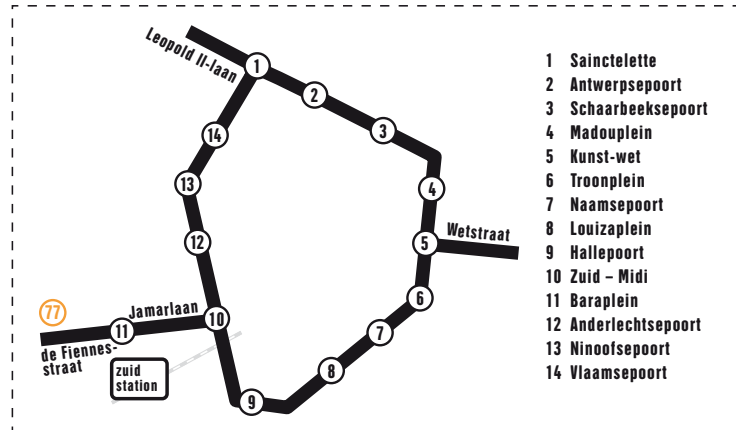 Leopold II-laan
1
2
3
14
13
4
12
Wetstraat
5
6
77
Jamarlaan
11
10
7
de Fiennes-
straat
zuid
station
8
9
1 Sainctelette
2 Antwerpsepoort
3 Schaarbeeksepoort
4 Madouplein
5 Kunst-wet
6 Troonplein
7 Naamsepoort
8 Louizaplein
9 Hallepoort
10 Zuid – Midi
11 Baraplein
12 Anderlechtsepoort
13 Ninoofsepoort
14 Vlaamsepoort